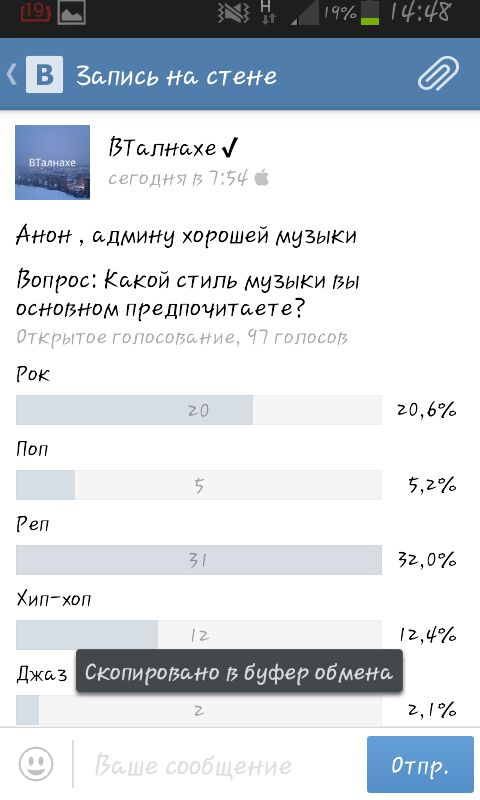 19 H 19% 14:48
В Запись на стене
ВТалнахе
ВТалнахе
сегодня в 7:54
Анон , админу хорошей музыки
Вопрос: Какой стиль музыки вы
основном предпочитаете?
Открытое голосование, 97 голосов
Рок
20 20,6%
Поп
5 5,2%
Реп
31 32,0%
Хип-хоп
12 12,4%
Джаз
Скопировано в буфер обмена
2 2,1%
Ваше сообщение Отпр.